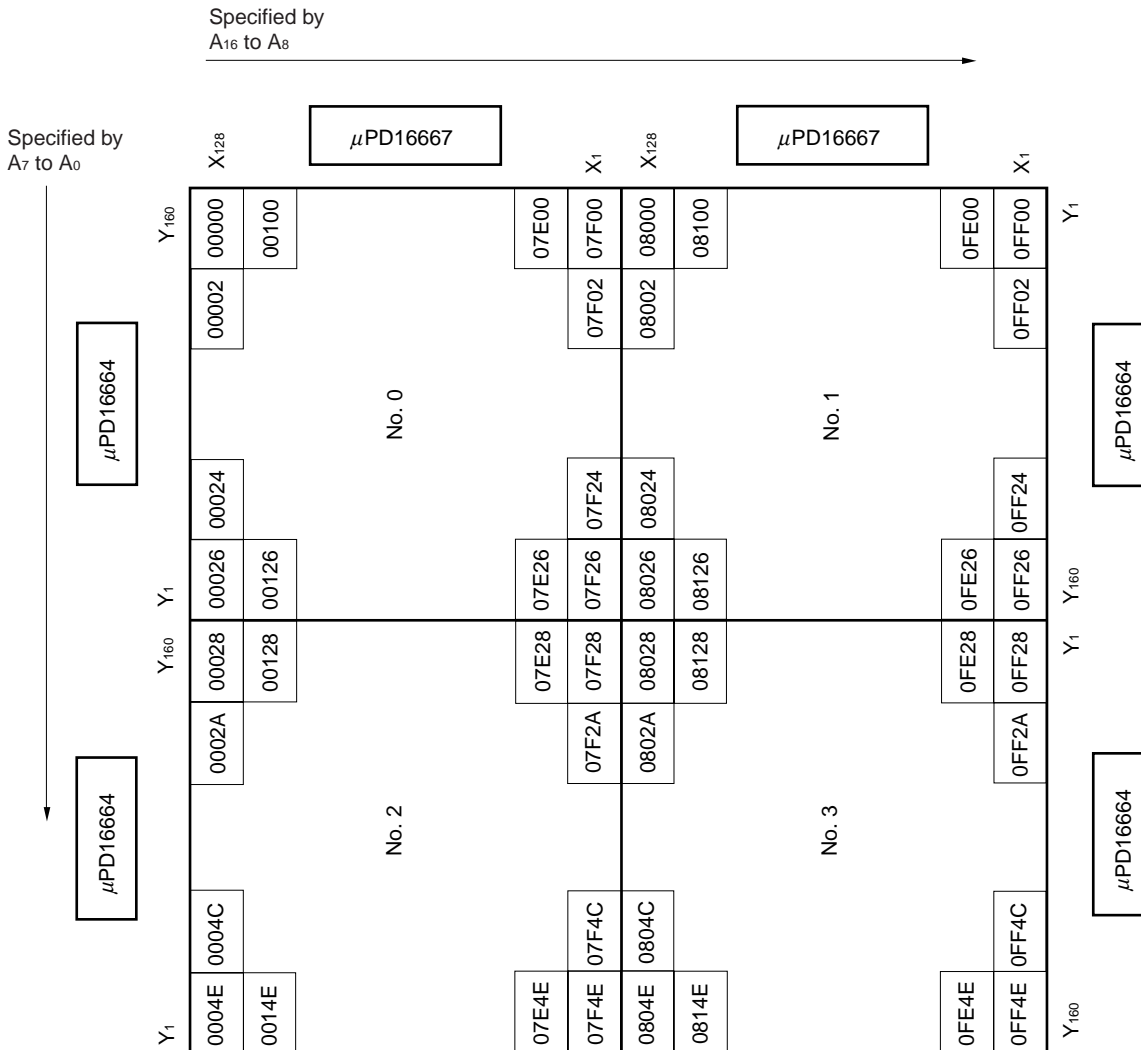 Specified by
A16 to A8
Specified by
A7 to A0
μPD16667
μPD16667
X128
X1
X128
X1
Y160
00000
00100
07E00
07F00
08000
08100
0FE00
0FF00
Y1
00002
07F02
08002
0FF02
μPD16664
No. 0
No. 1
μPD16664
00024
07F24
08024
0FF24
Y1
00026
00126
07E26
07F26
08026
08126
0FE26
0FF26
Y160
Y160
00028
00128
07E28
07F28
08028
08128
0FE28
0FF28
Y1
0002A
07F2A
0802A
0FF2A
μPD16664
No. 2
No. 3
μPD16664
0004C
07F4C
0804C
0FF4C
Y1
0004E
0014E
07E4E
07F4E
0804E
0814E
0FE4E
0FF4E
Y160